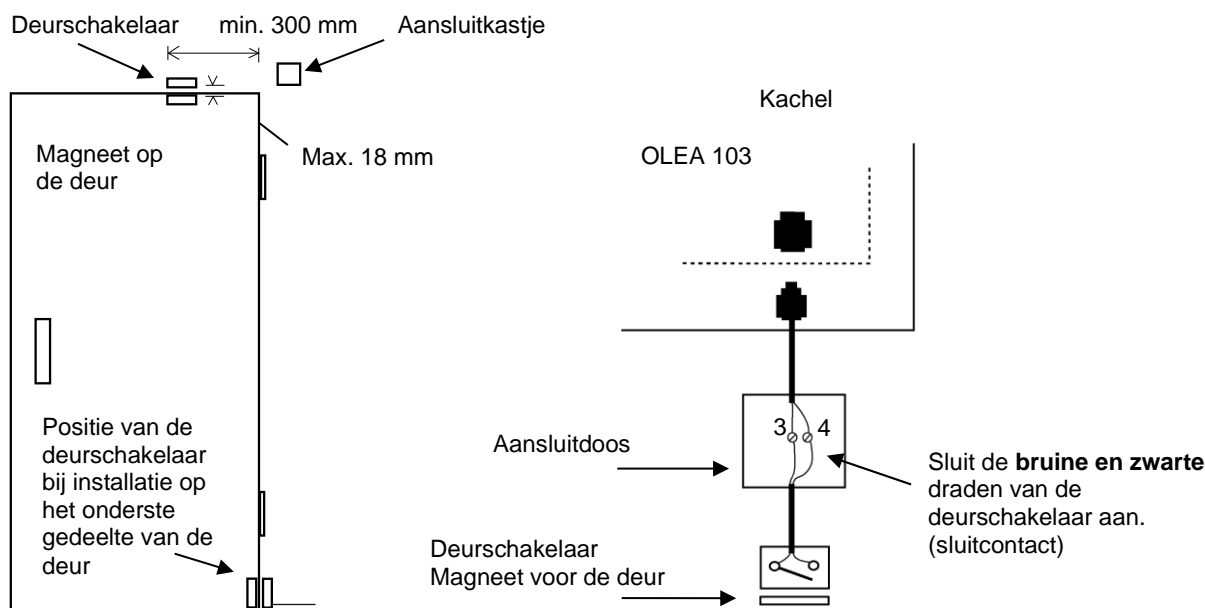 Deurschakelaar
min. 300 mm
Aansluitkastje
Magneet op
de deur
Max. 18 mm
Positie van de
deurschakelaar
bij installatie op
het onderste
gedeelte van de
deur
Kachel
OLEA 103
3
4
Aansluitdoos
Sluit de bruine en zwarte
draden van de
deurschakelaar aan.
(sluitcontact)
Deurschakelaar
Magneet voor de deur